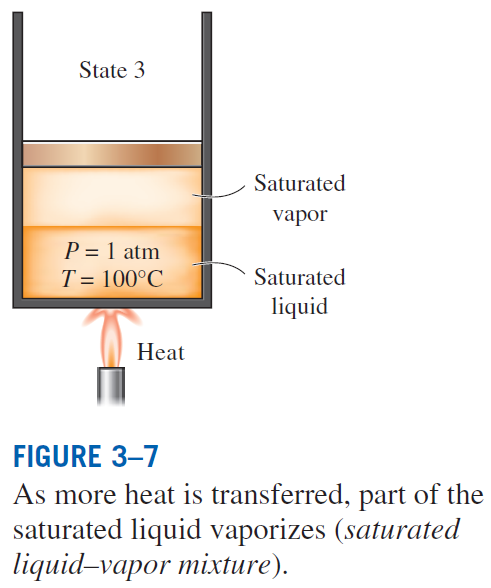 State 3
Saturated
vapor
P = 1 atm
T = 100°C
Saturated
liquid
Heat
FIGURE 3–7
As more heat is transferred, part of the
saturated liquid vaporizes (saturated
liquid–vapor mixture).